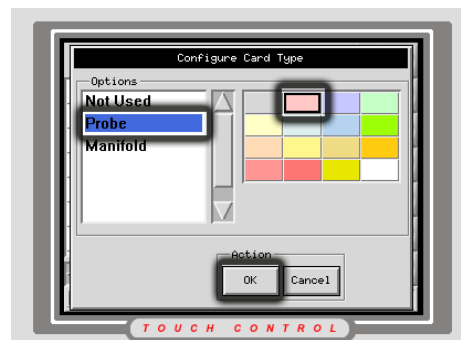 Configure Card Type
Options
Not Used
Probe
Manifold
Action
OK Cancel
TOUCH CONTROL